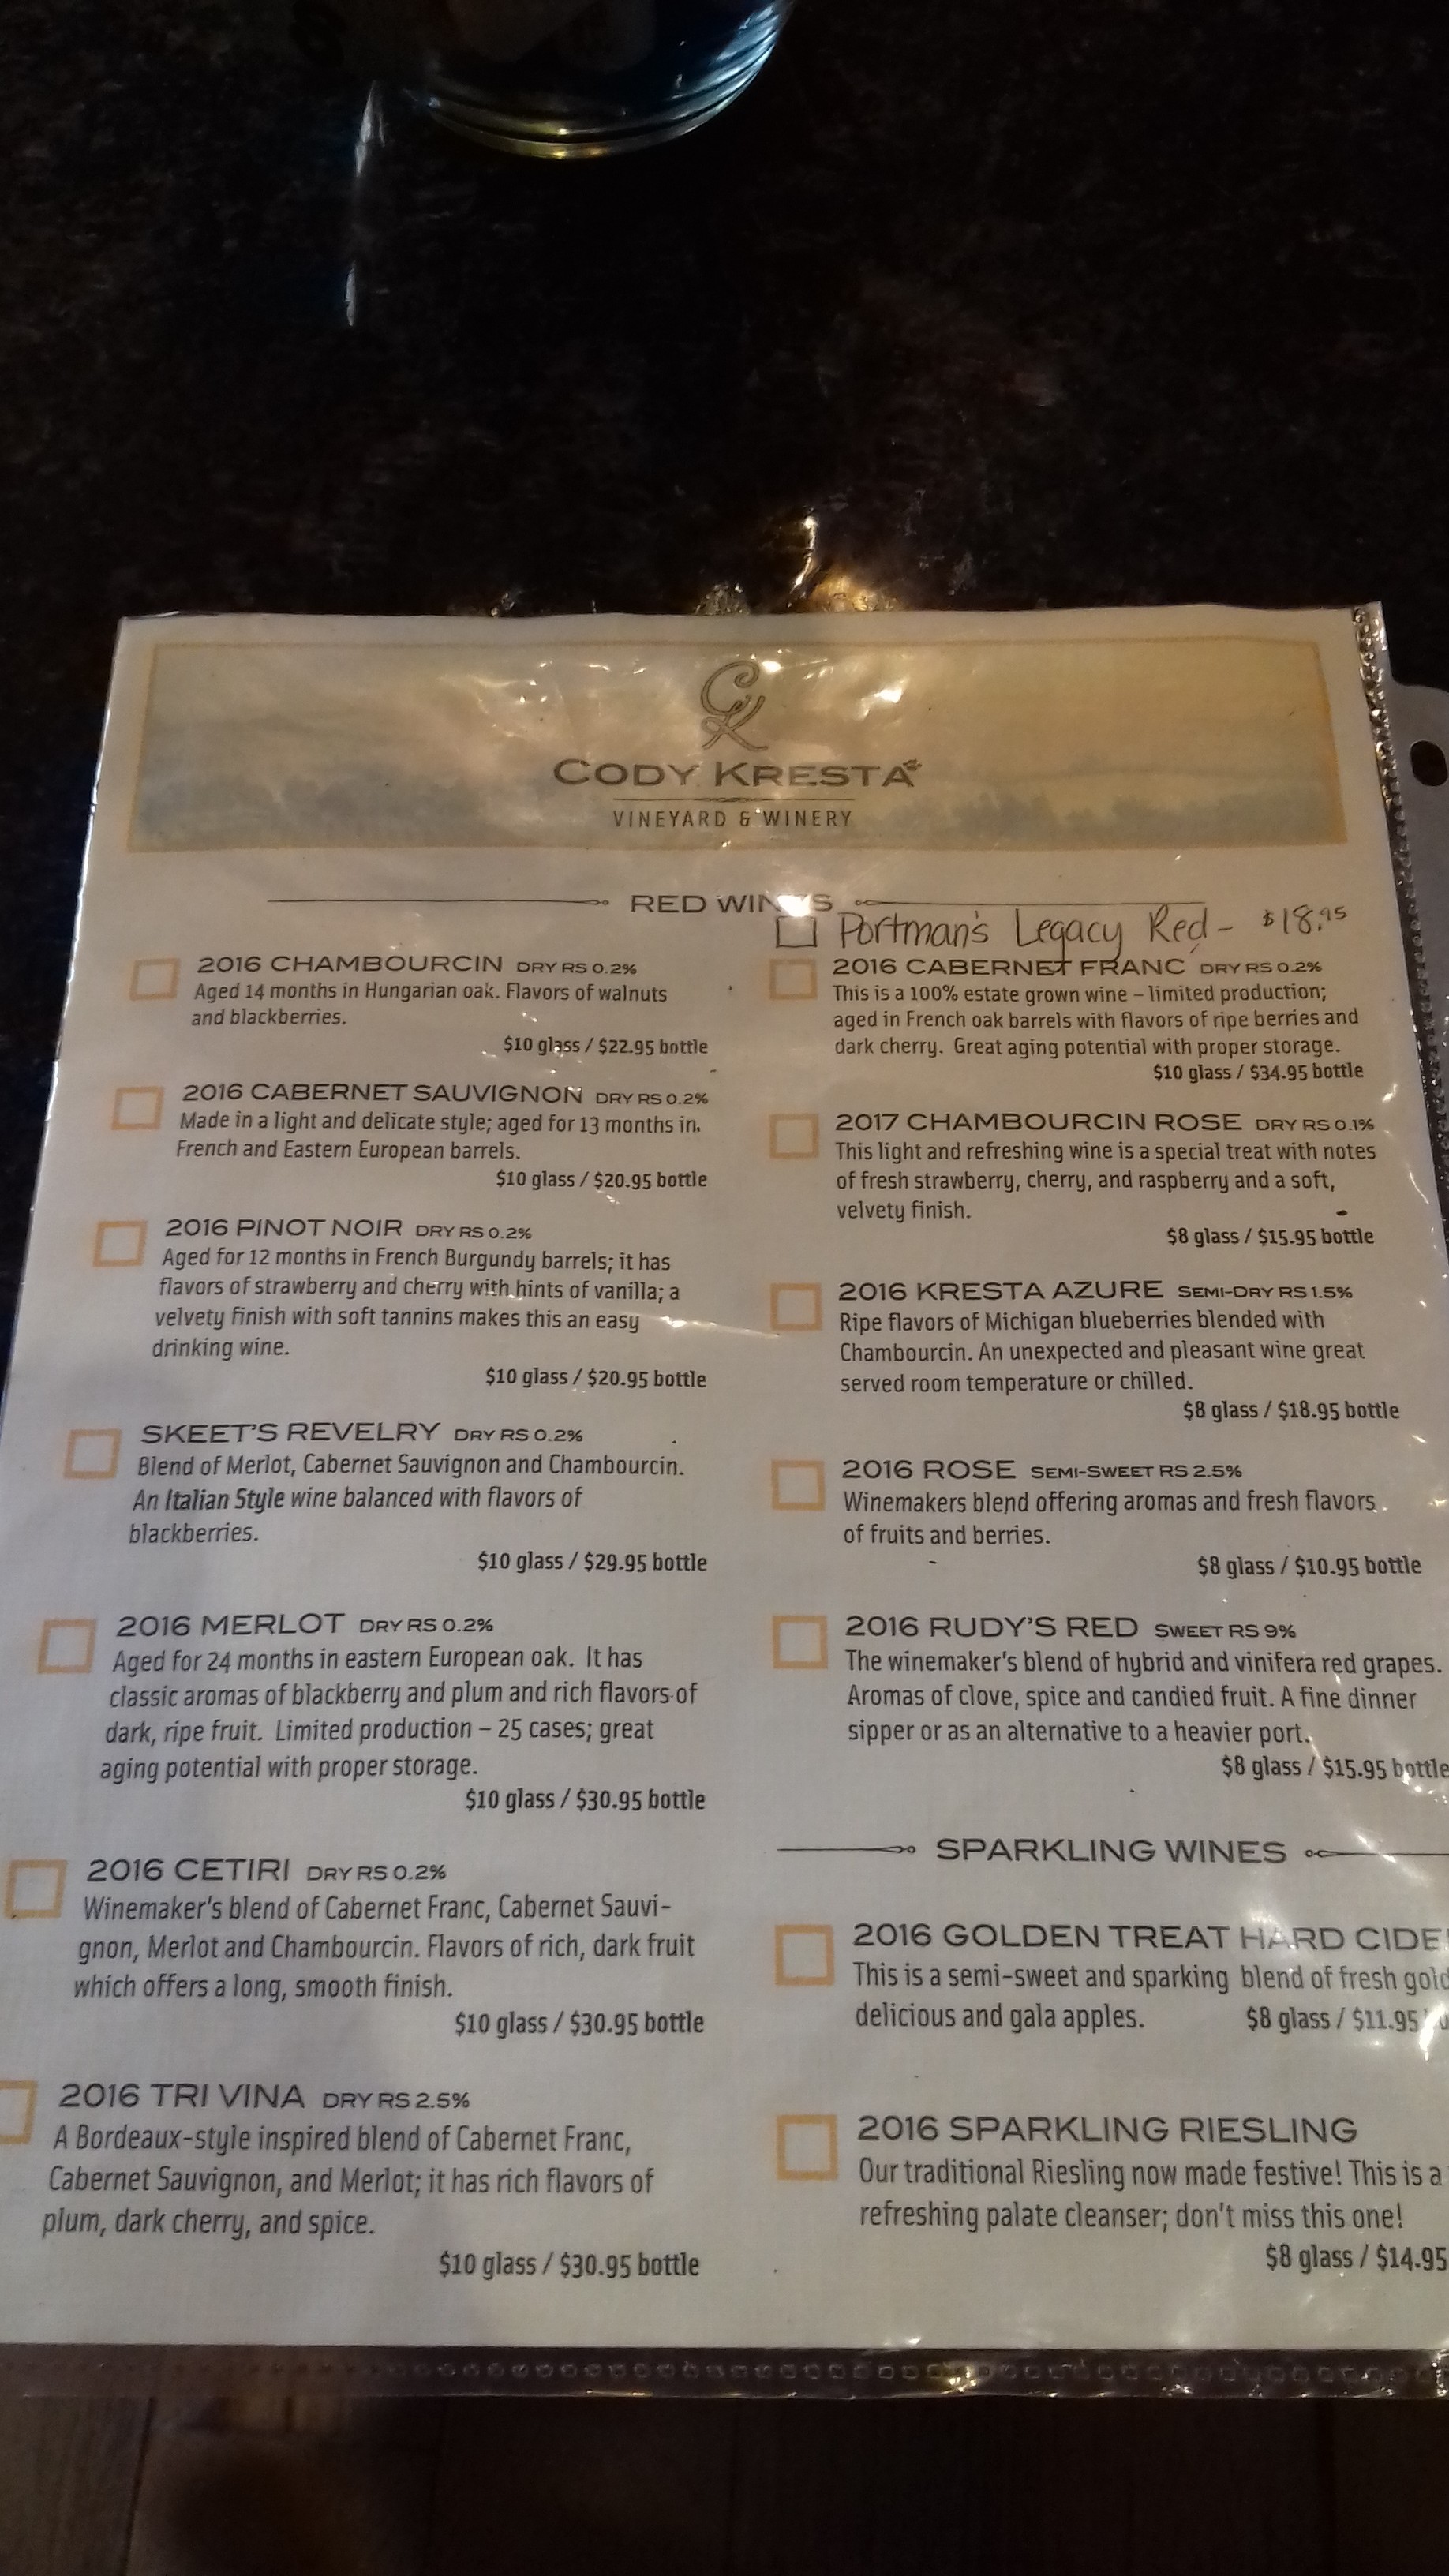 CK
CODY KRESTA
VINEYARD & WINERY
RED WINES
2016 CHAMBOURCIN DRY RS 0.2%
Aged 14 months in Hungarian oak. Flavors of walnuts
and blackberries.
$10 glass / $22.95 bottle
2016 CABERNET SAUVIGNON DRY RS 0.2%
Made in a light and delicate style; aged for 13 months in
French and Eastern European barrels.
$10 glass / $20.95 bottle
2016 PINOT NOIR DRY RS 0.2%
Aged for 12 months in French Burgundy barrels; it has
flavors of strawberry and cherry with hints of vanilla; a
velvety finish with soft tannins makes this an easy
drinking wine.
$10 glass / $20.95 bottle
SKEET'S REVELRY DRY RS 0.2%
Blend of Merlot, Cabernet Sauvignon and Chambourcin.
An Italian Style wine balanced with flavors of
blackberries.
$10 glass / $29.95 bottle
2016 MERLOT DRY RS 0.2%
Aged for 24 months in eastern European oak. It has
classic aromas of blackberry and plum and rich flavors of
dark, ripe fruit. Limited production – 25 cases; great
aging potential with proper storage.
$10 glass / $30.95 bottle
2016 CETIRI DRY RS 0.2%
Winemaker's blend of Cabernet Franc, Cabernet Sauvi-
gnon, Merlot and Chambourcin. Flavors of rich, dark fruit
which offers a long, smooth finish.
$10 glass / $30.95 bottle
2016 TRI VINA DRY RS 2.5%
A Bordeaux-style inspired blend of Cabernet Franc,
Cabernet Sauvignon, and Merlot; it has rich flavors of
plum, dark cherry, and spice.
$10 glass / $30.95 bottle
Portman's Legacy Red - $18.95
2016 CABERNET FRANC DRY RS 0.2%
This is a 100% estate grown wine – limited production;
aged in French oak barrels with flavors of ripe berries and
dark cherry. Great aging potential with proper storage.
$10 glass / $34.95 bottle
2017 CHAMBOURCIN ROSE DRY RS 0.1%
This light and refreshing wine is a special treat with notes
of fresh strawberry, cherry, and raspberry and a soft,
velvety finish.
$8 glass / $15.95 bottle
2016 KRESTA AZURE SEMI-DRY RS 1.5%
Ripe flavors of Michigan blueberries blended with
Chambourcin. An unexpected and pleasant wine great
served room temperature or chilled.
$8 glass / $18.95 bottle
2016 ROSE SEMI-SWEET RS 2.5%
Winemakers blend offering aromas and fresh flavors
of fruits and berries.
$8 glass / $10.95 bottle
2016 RUDY'S RED SWEET RS 9%
The winemaker's blend of hybrid and vinifera red grapes.
Aromas of clove, spice and candied fruit. A fine dinner
sipper or as an alternative to a heavier port.
$8 glass / $15.95 bottle
SPARKLING WINES
2016 GOLDEN TREAT HARD CIDE
This is a semi-sweet and sparking blend of fresh gold
delicious and gala apples. $8 glass / $11.95
2016 SPARKLING RIESLING
Our traditional Riesling now made festive! This is a
refreshing palate cleanser; don't miss this one!
$8 glass / $14.95